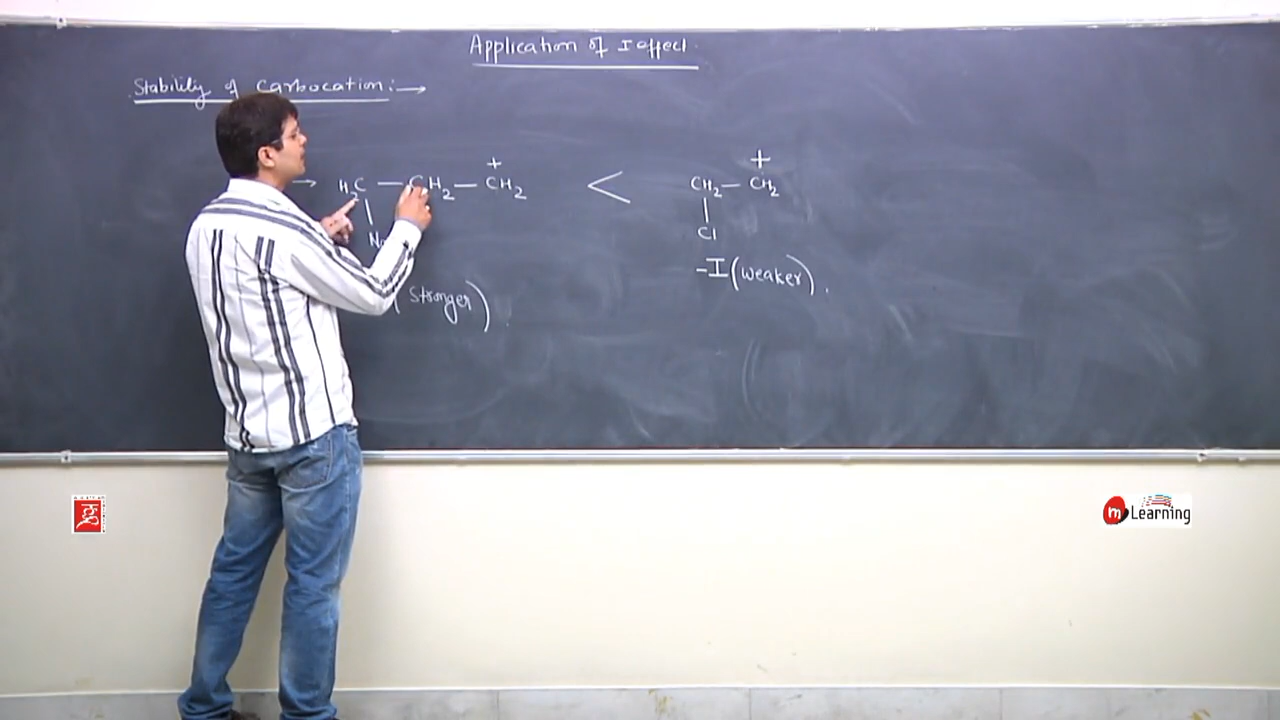 Application of I effect.
Stability of Carbocation :→
→ H2C — CH2 — CH2 + < CH2 — CH2 +
Cl
-I (weaker).
(Stronger)
m Learning